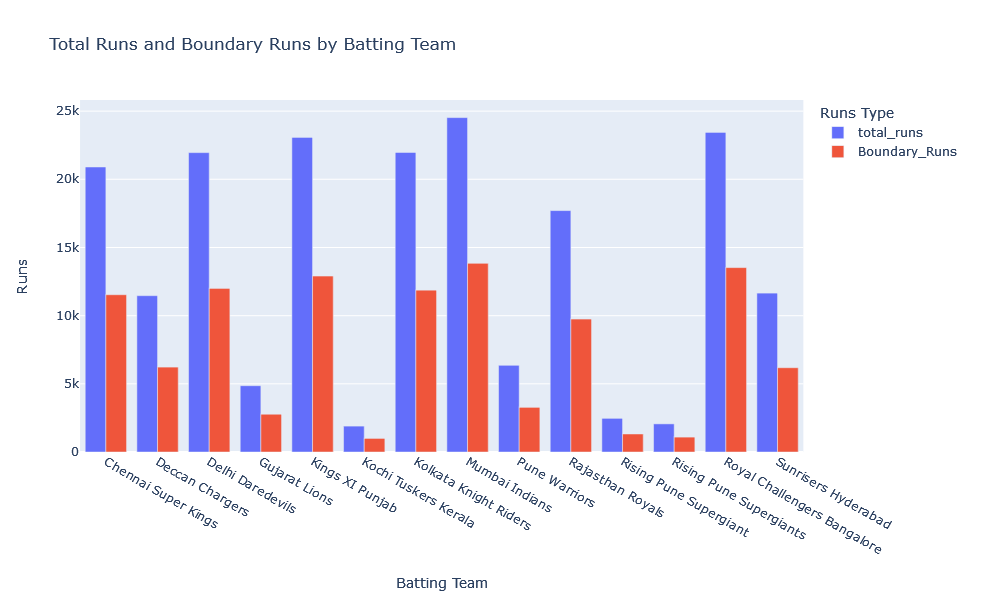 Total Runs and Boundary Runs by Batting Team
Runs Type
total_runs
Boundary_Runs
25k
20k
15k
10k
5k
0
Runs
Chennai Super Kings
Deccan Chargers
Delhi Daredevils
Gujarat Lions
Kings XI Punjab
Kochi Tuskers Kerala
Kolkata Knight Riders
Mumbai Indians
Pune Warriors
Rajasthan Royals
Rising Pune Supergiant
Rising Pune Supergiants
Royal Challengers Bangalore
Sunrisers Hyderabad
Batting Team